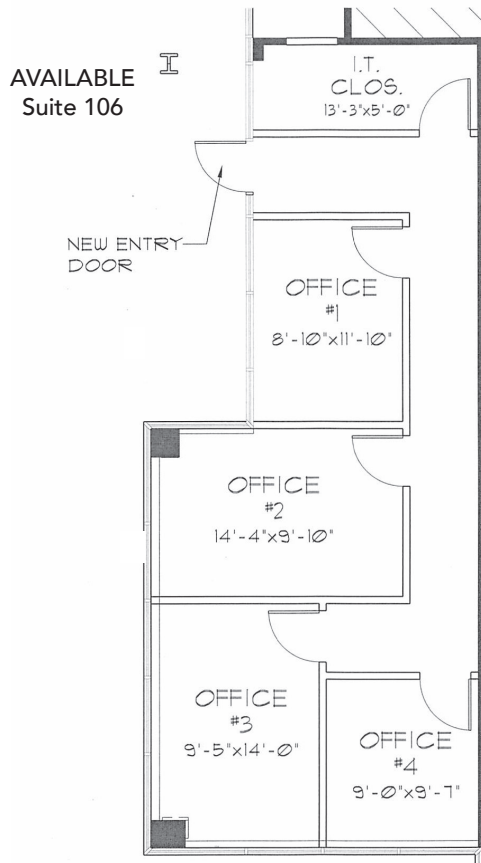 AVAILABLE
Suite 106
I.T.
CLOS.
13'-3"x5'-0"
NEW ENTRY
DOOR
OFFICE
#1
8'-10"x11'-10"
OFFICE
#2
14'-4"x9'-10"
OFFICE
#3
9'-5"x14'-0"
OFFICE
#4
9'-0"x9'-7"